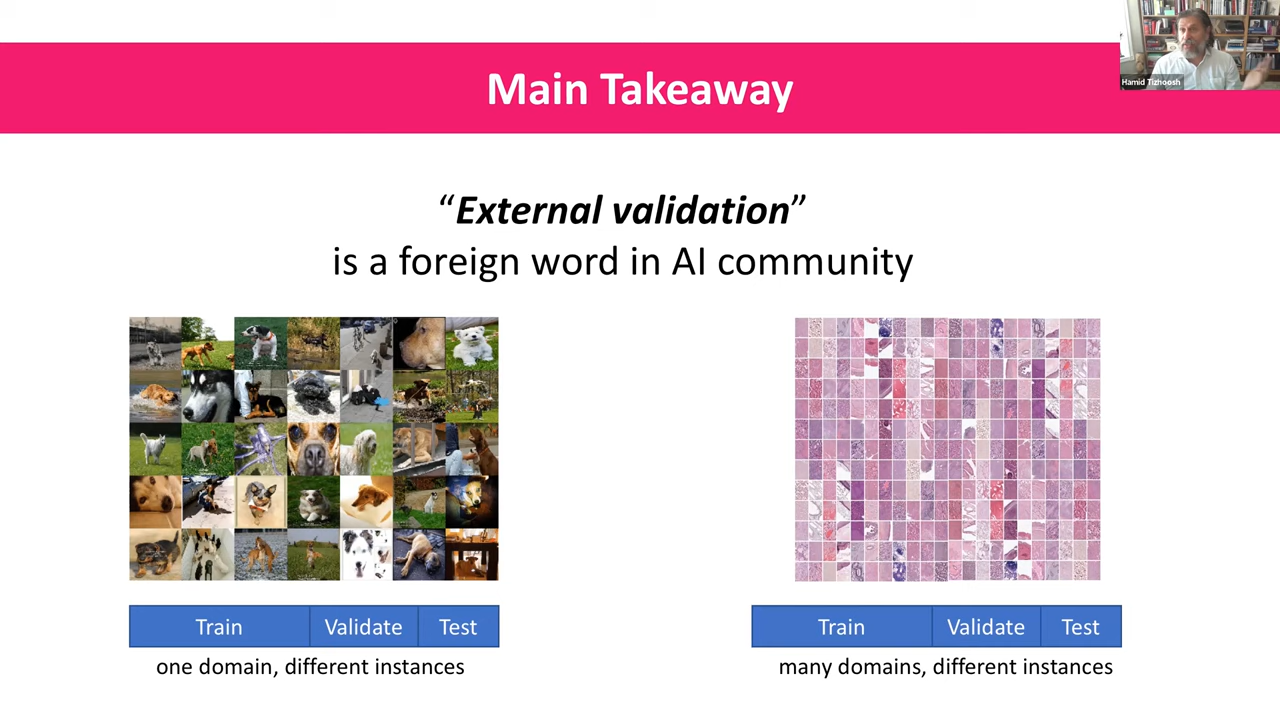 Main Takeaway
Hamid Tizhoosh
“External validation”
is a foreign word in AI community
Train Validate Test
one domain, different instances
Train Validate Test
many domains, different instances